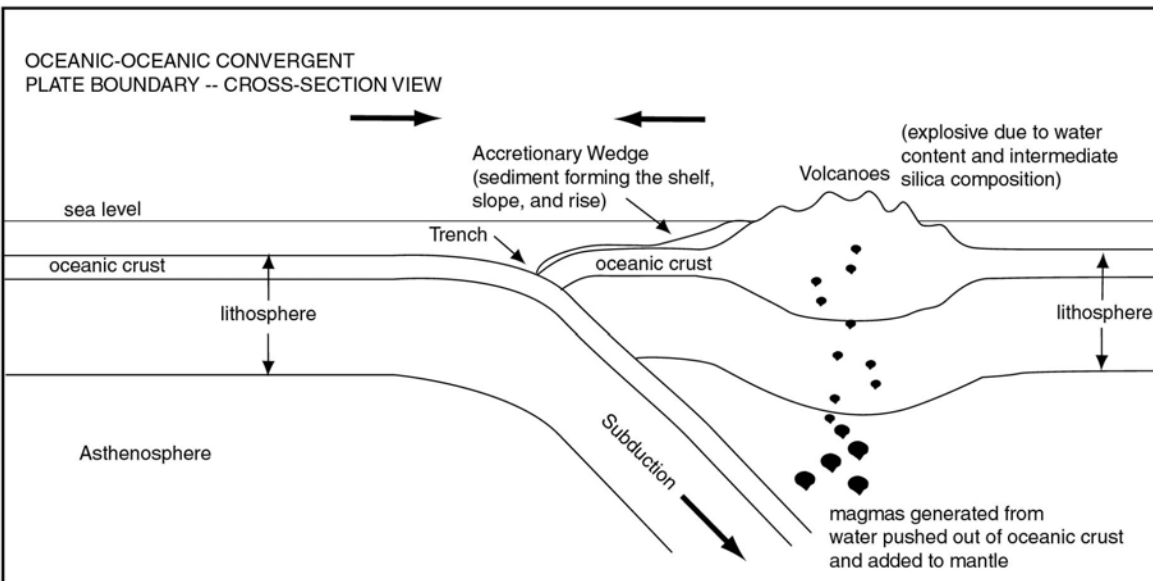 OCEANIC-OCEANIC CONVERGENT
PLATE BOUNDARY -- CROSS-SECTION VIEW
(explosive due to water
content and intermediate
silica composition)
Accretionary Wedge
(sediment forming the shelf,
slope, and rise)
Volcanoes
sea level
Trench
oceanic crust
oceanic crust
lithosphere
lithosphere
Asthenosphere
Subduction
magmas generated from
water pushed out of oceanic crust
and added to mantle